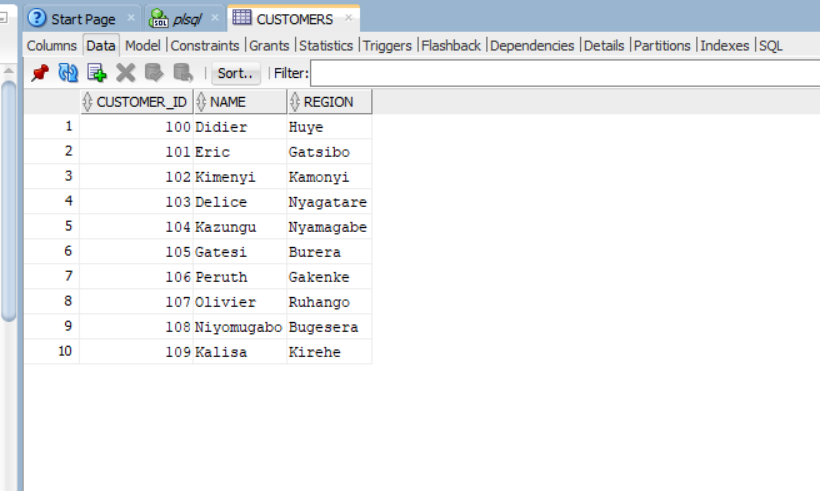 Start Page × SQL plsql × CUSTOMERS ×
Columns Data Model Constraints Grants Statistics Triggers Flashback Dependencies Details Partitions Indexes SQL
Sort.. Filter:
CUSTOMER_ID NAME REGION
1 100 Didier Huye
2 101 Eric Gatsibo
3 102 Kimenyi Kamonyi
4 103 Delice Nyagatare
5 104 Kazungu Nyamagabe
6 105 Gatesi Burera
7 106 Peruth Gakenke
8 107 Olivier Ruhango
9 108 Niyomugabo Bugesera
10 109 Kalisa Kirehe